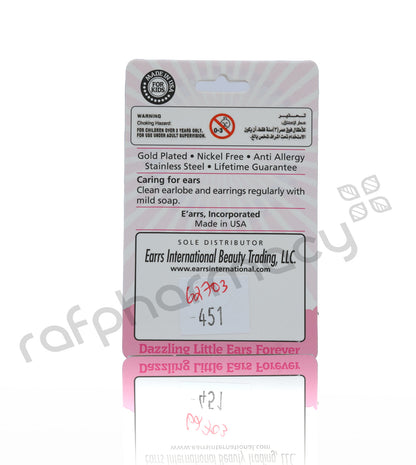 MADE IN USA
FOR KIDS
WARNING
Choking Hazard:
FOR CHILDREN OVER 3 YEARS ONLY.
FOR USE UNDER ADULT SUPERVISION.
0-3
Gold Plated • Nickel Free • Anti Allergy
Stainless Steel • Lifetime Guarantee
Caring for ears
Clean earlobe and earrings regularly with
mild soap.
E'arrs, Incorporated
Made in USA
SOLE DISTRIBUTOR
Earrs International Beauty Trading, LLC.
www.earrsinternational.com
62703
451
Dazzling Little Ears Forever
rafpharmacy